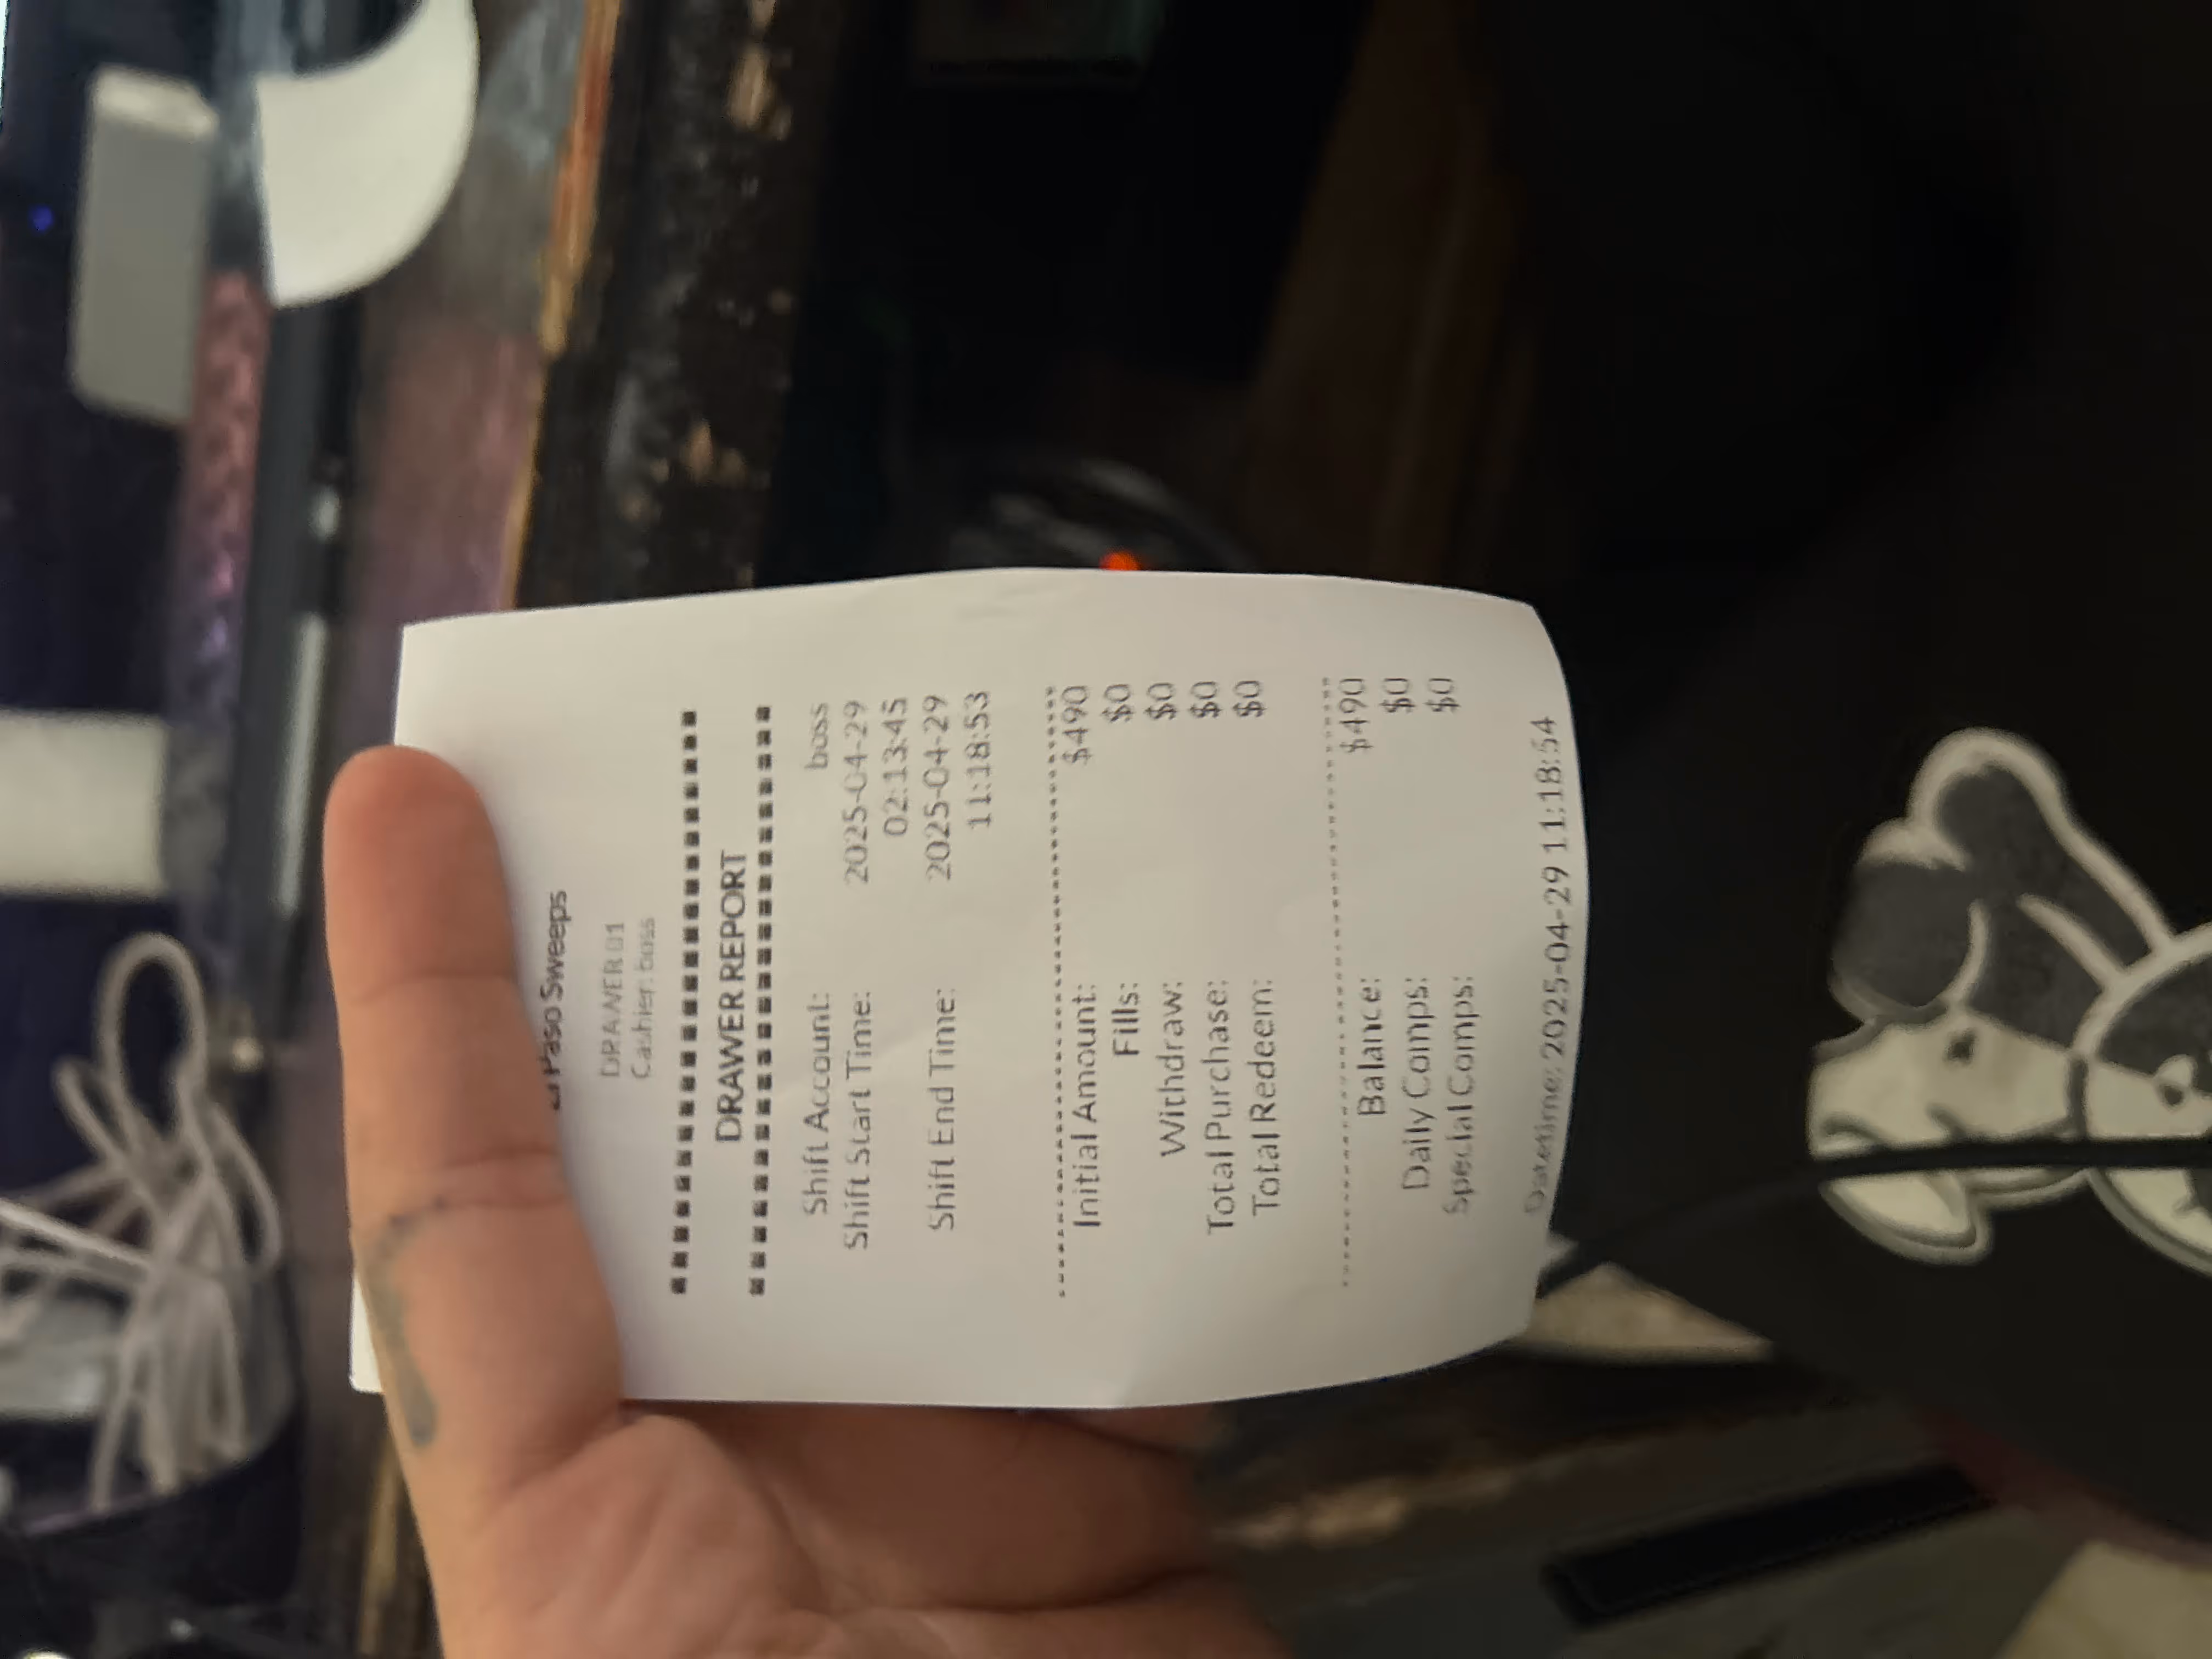 El Paso Sweeps
DRAWER 01
Cashier: boss
DRAWER REPORT
Shift Account: boss
Shift Start Time: 2025-04-29
02:13:45
Shift End Time: 2025-04-29
11:18:53
Initial Amount: $490
Fills: $0
Withdraw: $0
Total Purchase: $0
Total Redeem: $0
Balance: $490
Daily Comps: $0
Special Comps: $0
Datetime: 2025-04-29 11:18:54